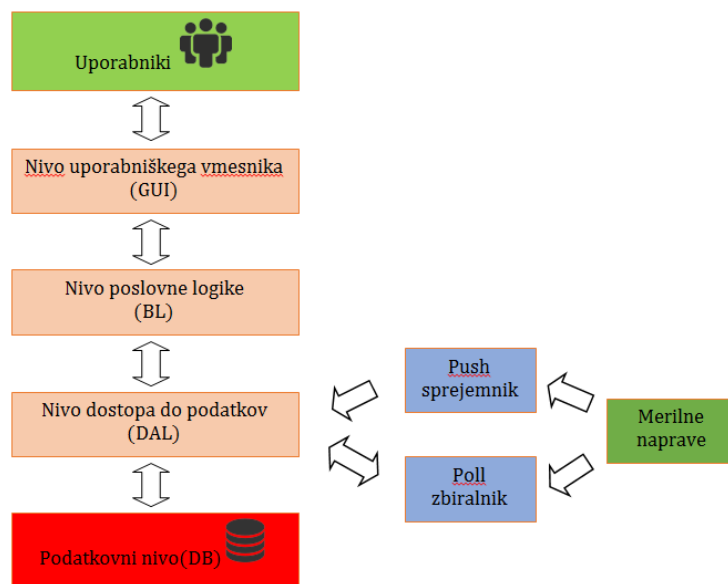 Uporabniki
Nivo uporabniškega vmesnika
(GUI)
Nivo poslovne logike
(BL)
Nivo dostopa do podatkov
(DAL)
Podatkovni nivo(DB)
Push
sprejemnik
Poll
zbiralnik
Merilne
naprave